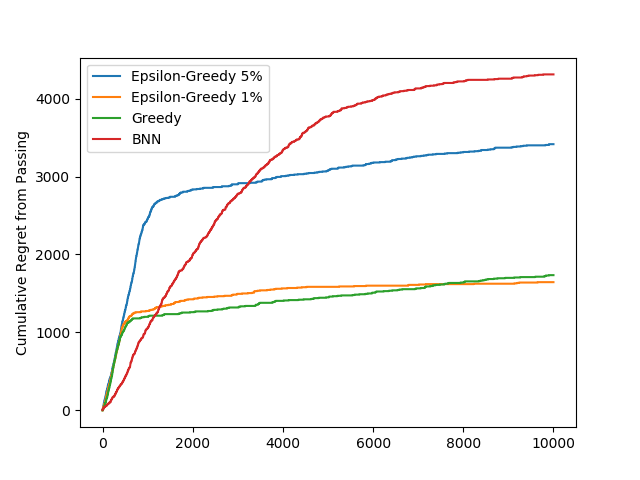 Epsilon-Greedy 5%
Epsilon-Greedy 1%
Greedy
BNN
Cumulative Regret from Passing
4000
3000
2000
1000
0
0 2000 4000 6000 8000 10000